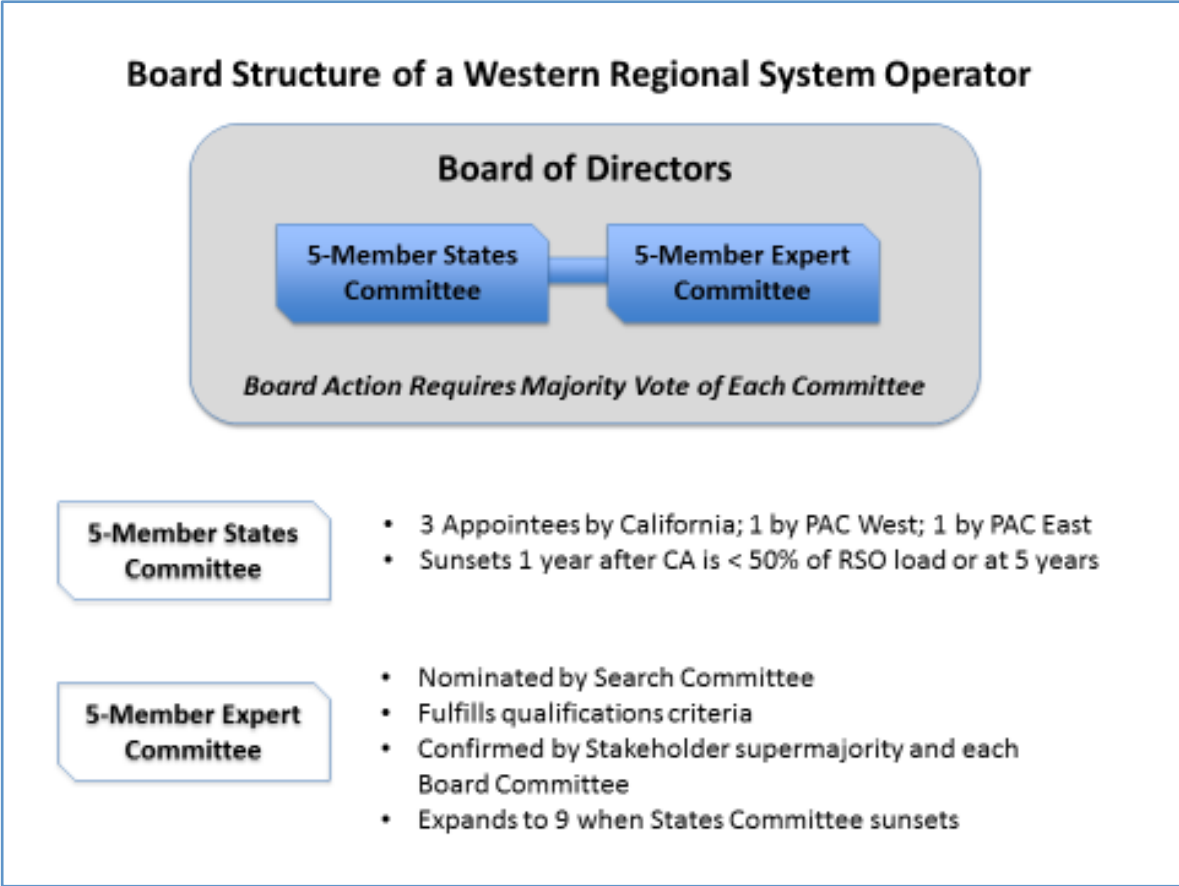 Board Structure of a Western Regional System Operator
Board of Directors
5-Member States
Committee
5-Member Expert
Committee
Board Action Requires Majority Vote of Each Committee
5-Member States
Committee
• 3 Appointees by California; 1 by PAC West; 1 by PAC East
• Sunsets 1 year after CA is < 50% of RSO load or at 5 years
5-Member Expert
Committee
• Nominated by Search Committee
• Fulfills qualifications criteria
• Confirmed by Stakeholder supermajority and each
Board Committee
• Expands to 9 when States Committee sunsets